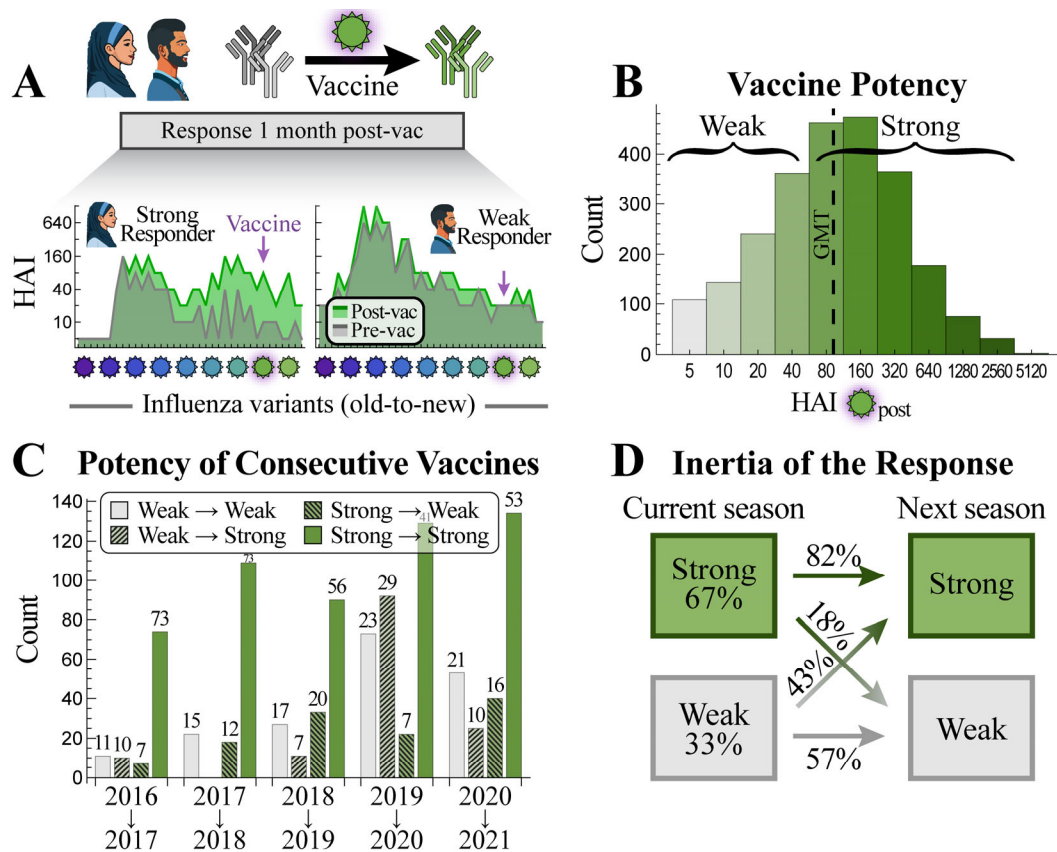 A
Vaccine
Response 1 month post-vac
HAI
640
160
40
10
Strong
Responder
Vaccine
Weak
Responder
Post-vac
Pre-vac
Influenza variants (old-to-new)
B Vaccine Potency
Weak
Strong
GMT
Count
400
300
200
100
0
5 10 20 40 80 160 320 640 1280 2560 5120
HAI post
C Potency of Consecutive Vaccines
Weak → Weak
Strong → Weak
Weak → Strong
Strong → Strong
Count
140
120
100
80
60
40
20
0
11 10 7 73
15 12 73
17 7 20 56
23 29 7 41
21 10 16 53
2016 2017 2018 2019 2020
↓ ↓ ↓ ↓ ↓
2017 2018 2019 2020 2021
D Inertia of the Response
Current season Next season
Strong
67%
82%
Strong
18%
43%
Weak
33%
57%
Weak